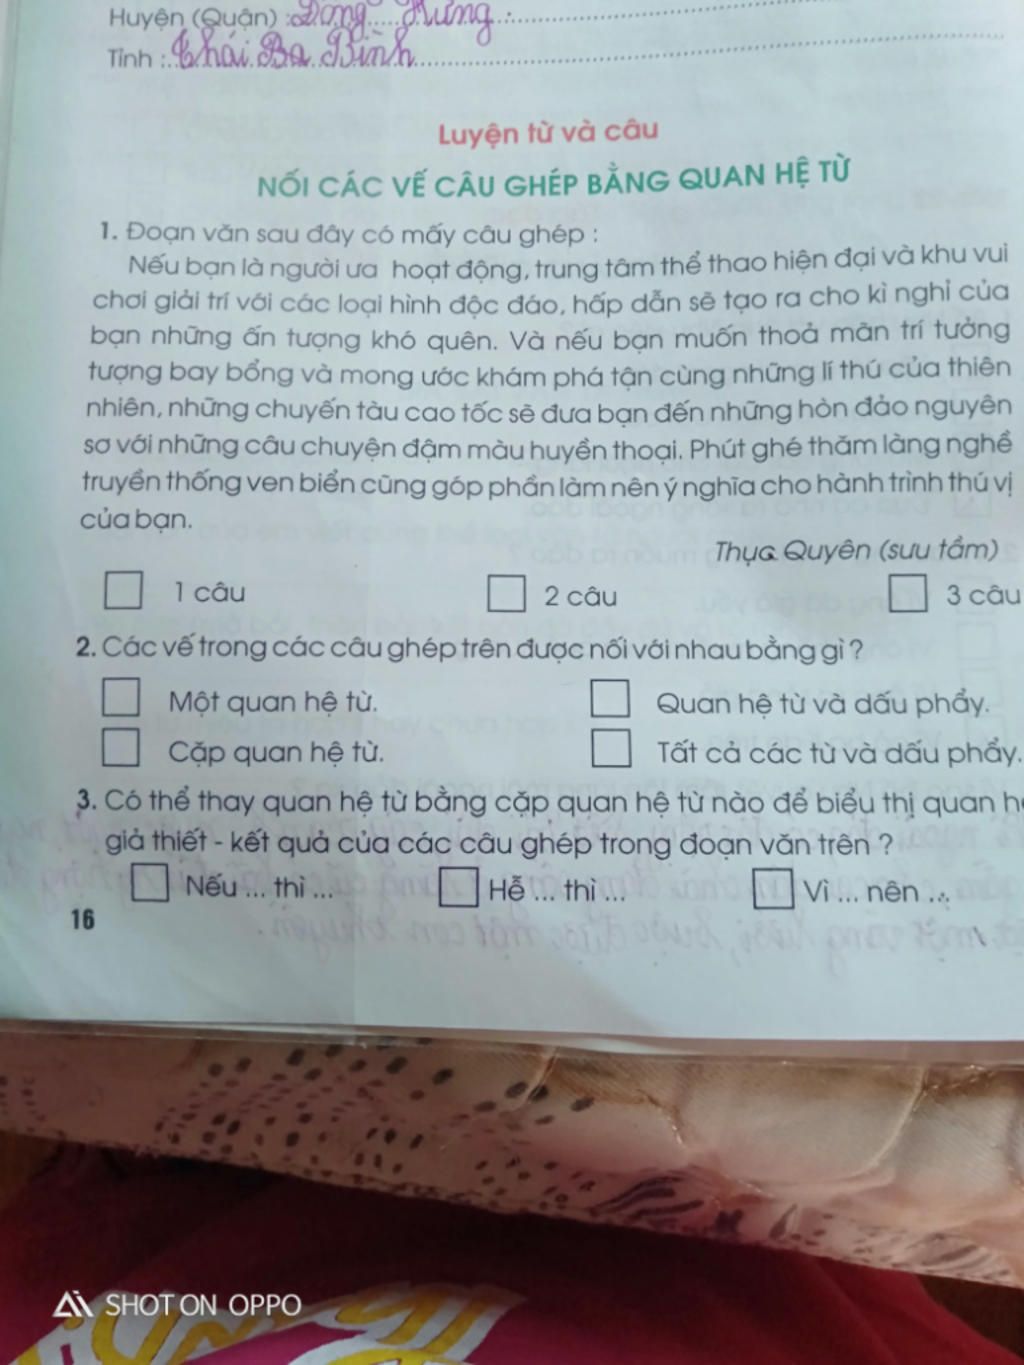 Huyện (Quận) : Đông Hưng
Tỉnh : Thái Ba Bình
Luyện từ và câu
NỐI CÁC VẾ CÂU GHÉP BẰNG QUAN HỆ TỪ
1. Đoạn văn sau đây có mấy câu ghép :
Nếu bạn là người ưa hoạt động, trung tâm thể thao hiện đại và khu vui
chơi giải trí với các loại hình độc đáo, hấp dẫn sẽ tạo ra cho kì nghỉ của
bạn những ấn tượng khó quên. Và nếu bạn muốn thoả mãn trí tưởng
tượng bay bổng và mong ước khám phá tận cùng những lí thú của thiên
nhiên, những chuyến tàu cao tốc sẽ đưa bạn đến những hòn đảo nguyên
sơ với những câu chuyện đậm màu huyền thoại. Phút ghé thăm làng nghề
truyền thống ven biển cũng góp phần làm nên ý nghĩa cho hành trình thú vị
của bạn.
Thục Quyên (sưu tầm)
1 câu 2 câu 3 câu
2. Các vế trong các câu ghép trên được nối với nhau bằng gì ?
Một quan hệ từ. Quan hệ từ và dấu phẩy.
Cặp quan hệ từ. Tất cả các từ và dấu phẩy.
3. Có thể thay quan hệ từ bằng cặp quan hệ từ nào để biểu thị quan hệ
giả thiết - kết quả của các câu ghép trong đoạn văn trên ?
Nếu ... thì ... Hễ ... thì ... Vì ... nên ...
16
SHOT ON OPPO